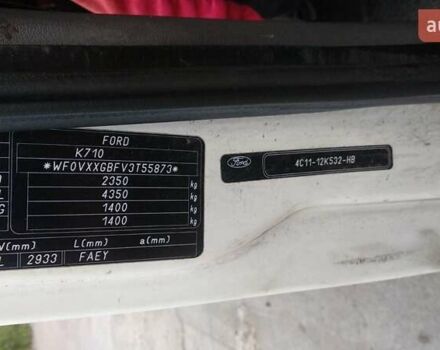 au
FORD
K710
*WF0VXXGBFV3T55873*
2350 kg
4350 kg
1400 kg
1400 kg
(mm) L(mm) a(mm)
2933 FAEY
Ford
4C11-12K532-HB